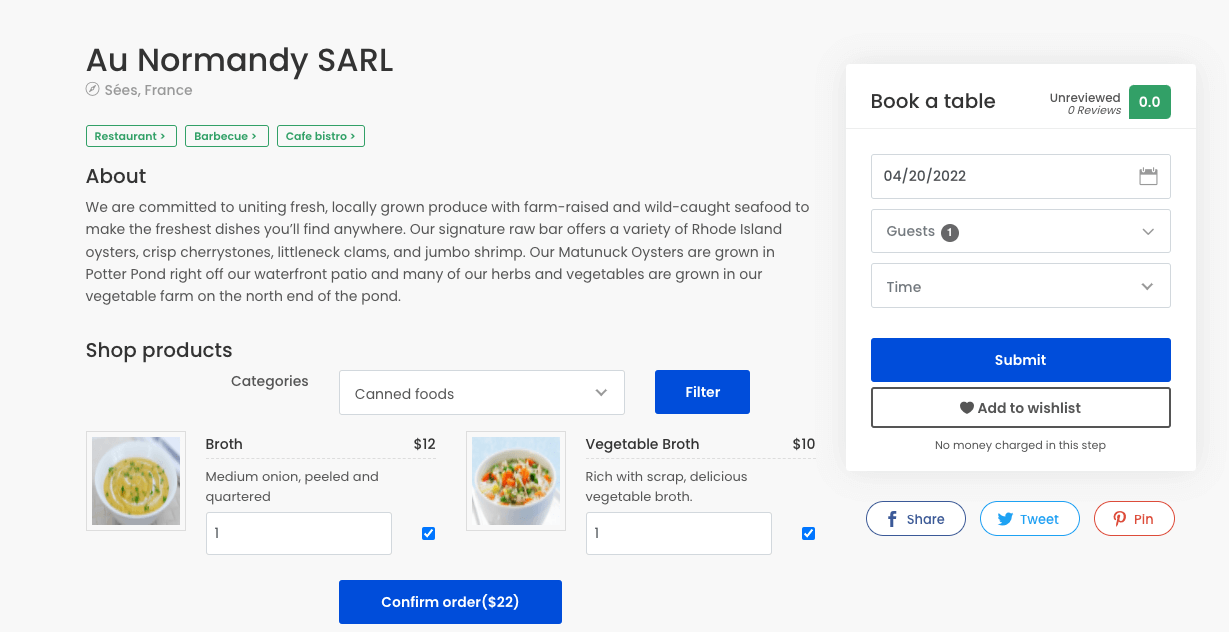 Au Normandy SARL
Sées, France
Restaurant >
Barbecue >
Cafe bistro >
About
We are committed to uniting fresh, locally grown produce with farm-raised and wild-caught seafood to
make the freshest dishes you’ll find anywhere. Our signature raw bar offers a variety of Rhode Island
oysters, crisp cherrystones, littleneck clams, and jumbo shrimp. Our Matunuck Oysters are grown in
Potter Pond right off our waterfront patio and many of our herbs and vegetables are grown in our
vegetable farm on the north end of the pond.
Shop products
Categories
Canned foods
Filter
Broth $12
Medium onion, peeled and
quartered
1
Vegetable Broth $10
Rich with scrap, delicious
vegetable broth.
1
Confirm order($22)
Book a table
Unreviewed
0 Reviews
0.0
04/20/2022
Guests 1
Time
Submit
Add to wishlist
No money charged in this step
Share
Tweet
Pin